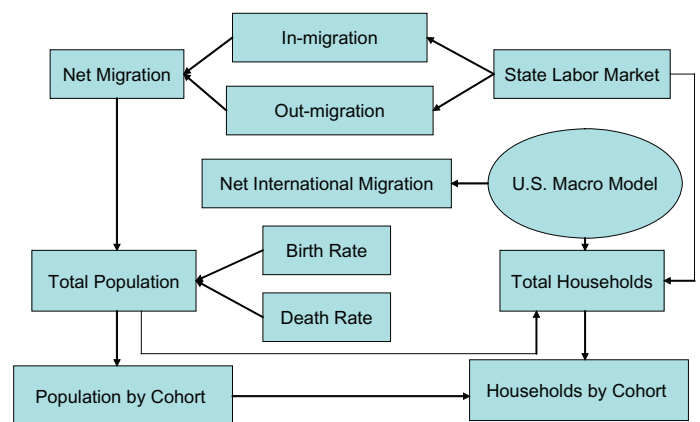 In-migration
Net Migration
State Labor Market
Out-migration
Net International Migration
U.S. Macro Model
Birth Rate
Total Population
Total Households
Death Rate
Population by Cohort
Households by Cohort